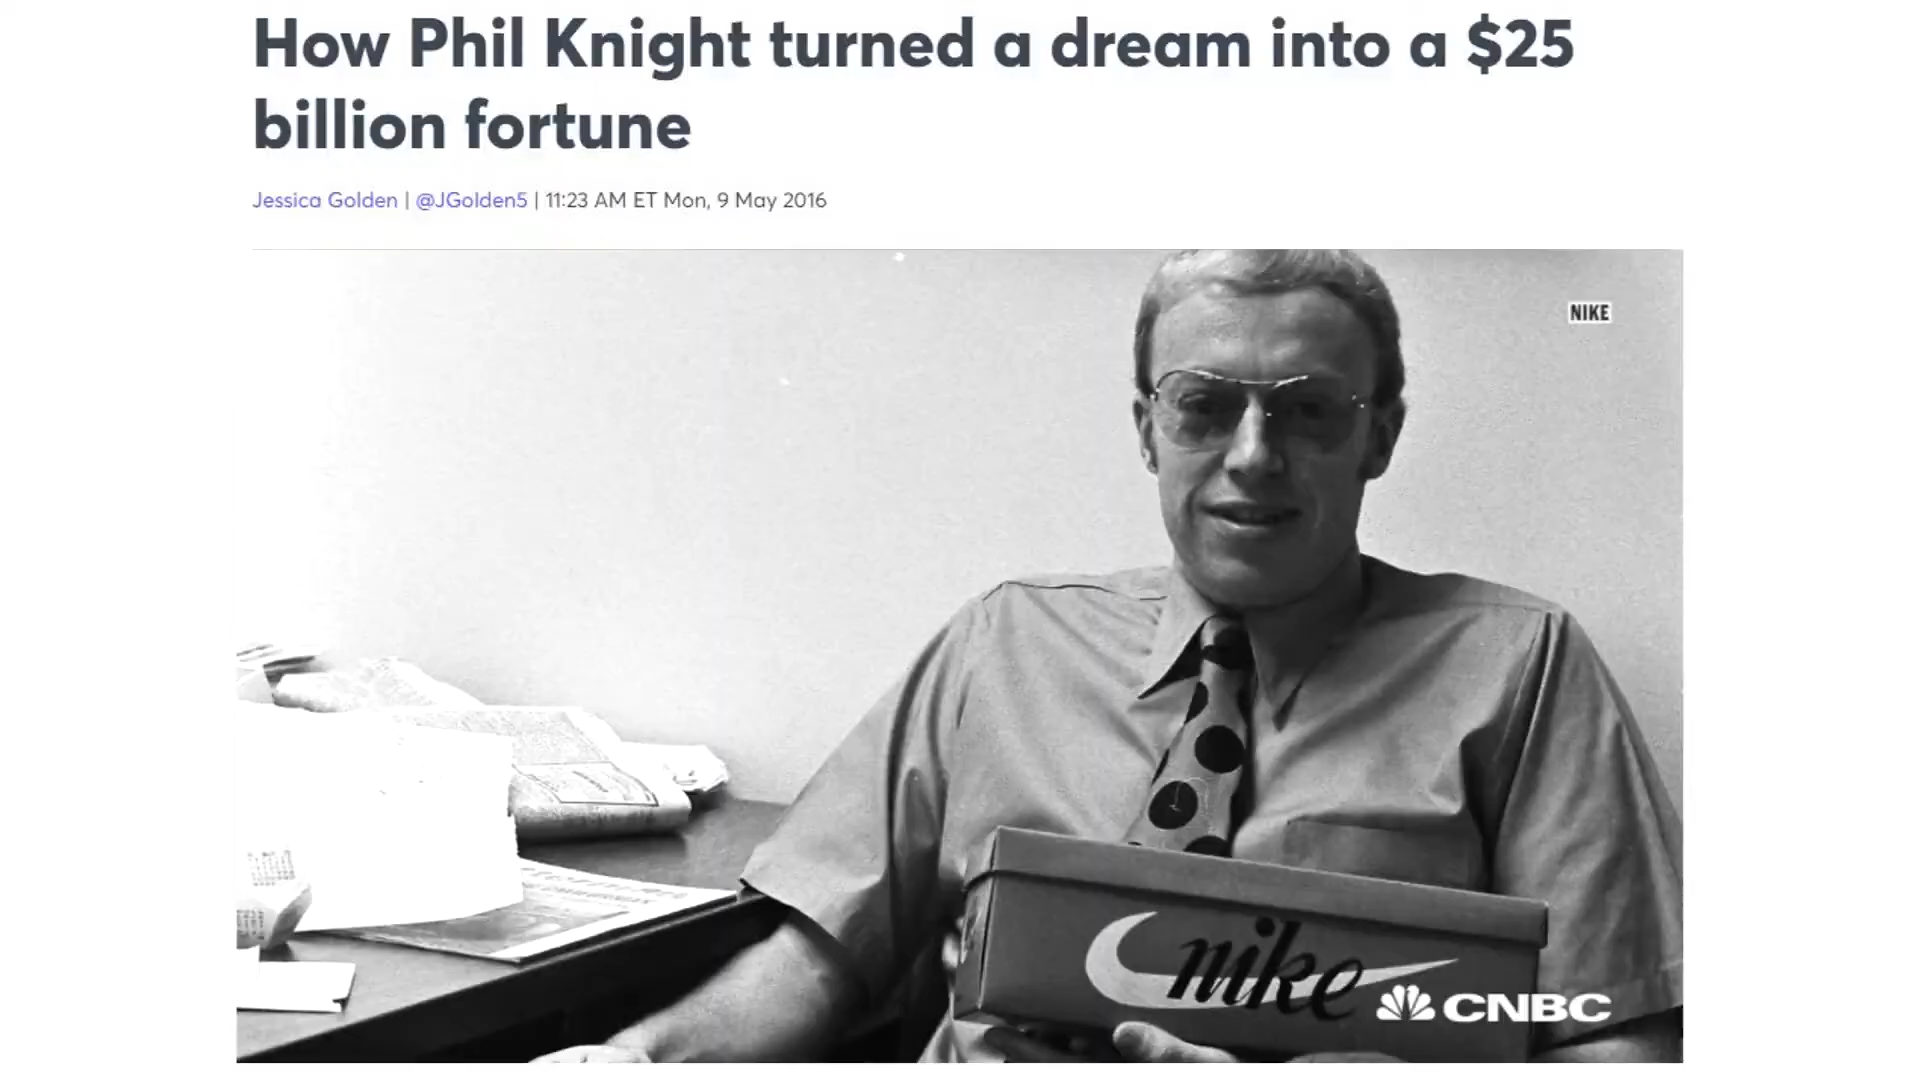 How Phil Knight turned a dream into a $25
billion fortune
Jessica Golden | @JGolden5 | 11:23 AM ET Mon, 9 May 2016
NIKE
nike
CNBC